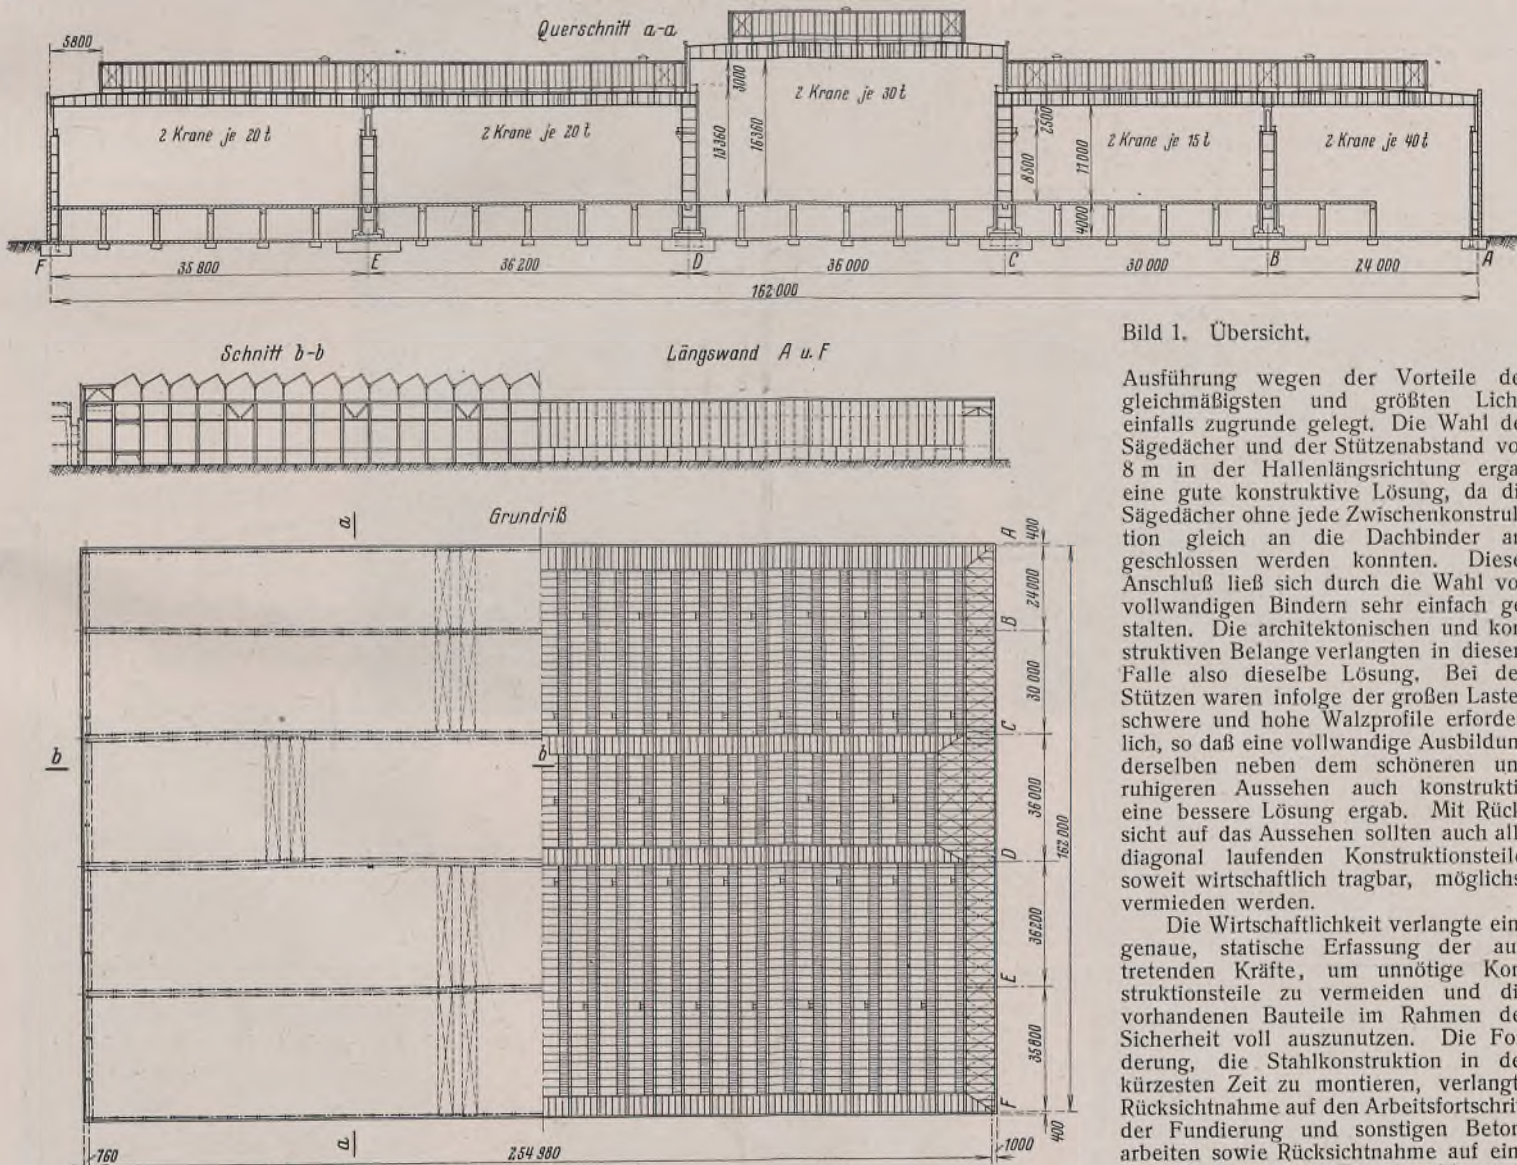 Querschnitt a-a
5800
2 Krane je 20 t
2 Krane je 20 t
2 Krane je 30 t
2 Krane je 15 t
2 Krane je 40 t
3000
13360
16360
2500
8500
11000
4000
F
E
D
C
B
A
35 800
36 200
36 000
30 000
24 000
162 000
Schnitt b-b
Längswand A u. F
Grundriß
a
a
b
b
A
B
C
D
E
F
400
24000
30 000
36 000
36200
35800
400
162 000
760
254 980
1000
Bild 1. Übersicht.
Ausführung wegen der Vorteile de
gleichmäßigsten und größten Lich
einfalls zugrunde gelegt. Die Wahl de
Sägedächer und der Stützenabstand vo
8 m in der Hallenlängsrichtung erga
eine gute konstruktive Lösung, da di
Sägedächer ohne jede Zwischenkonstruk
tion gleich an die Dachbinder an
geschlossen werden konnten. Diese
Anschluß ließ sich durch die Wahl vo
vollwandigen Bindern sehr einfach ge
stalten. Die architektonischen und kon
struktiven Belange verlangten in diesem
Falle also dieselbe Lösung. Bei de
Stützen waren infolge der großen Laste
schwere und hohe Walzprofile erforder
lich, so daß eine vollwandige Ausbildun
derselben neben dem schöneren un
ruhigeren Aussehen auch konstrukti
eine bessere Lösung ergab. Mit Rück
sicht auf das Aussehen sollten auch all
diagonal laufenden Konstruktionsteile
soweit wirtschaftlich tragbar, möglichs
vermieden werden.
Die Wirtschaftlichkeit verlangte ein
genaue, statische Erfassung der au
tretenden Kräfte, um unnötige Kon
struktionsteile zu vermeiden und di
vorhandenen Bauteile im Rahmen de
Sicherheit voll auszunutzen. Die For
derung, die Stahlkonstruktion in de
kürzesten Zeit zu montieren, verlangt
Rücksichtnahme auf den Arbeitsfortschrit
der Fundierung und sonstigen Beton
arbeiten sowie Rücksichtnahme auf ein